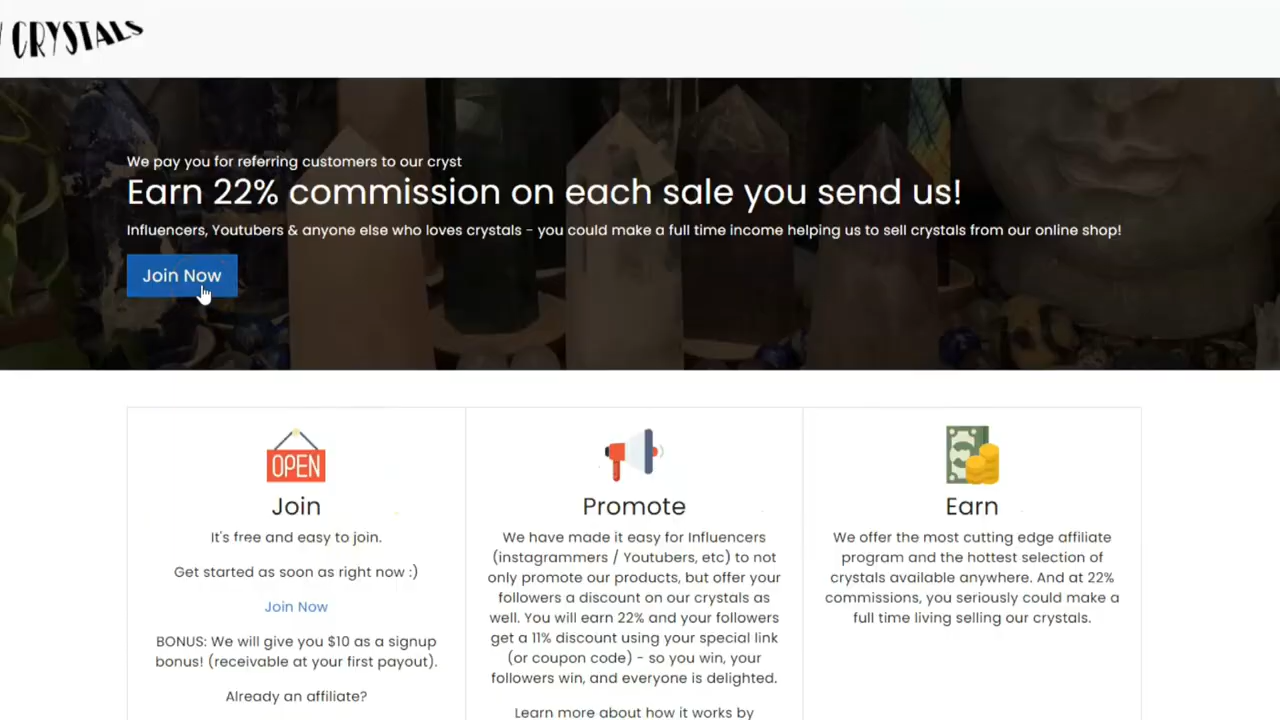 CRYSTALS
We pay you for referring customers to our cryst
Earn 22% commission on each sale you send us!
Influencers, Youtubers & anyone else who loves crystals - you could make a full time income helping us to sell crystals from our online shop!
Join Now
OPEN
Join
It's free and easy to join.
Get started as soon as right now :)
Join Now
BONUS: We will give you $10 as a signup
bonus! (receivable at your first payout).
Already an affiliate?
Promote
We have made it easy for Influencers
(instagrammers / Youtubers, etc) to not
only promote our products, but offer your
followers a discount on our crystals as
well. You will earn 22% and your followers
get a 11% discount using your special link
(or coupon code) - so you win, your
followers win, and everyone is delighted.
Learn more about how it works by
Earn
We offer the most cutting edge affiliate
program and the hottest selection of
crystals available anywhere. And at 22%
commissions, you seriously could make a
full time living selling our crystals.